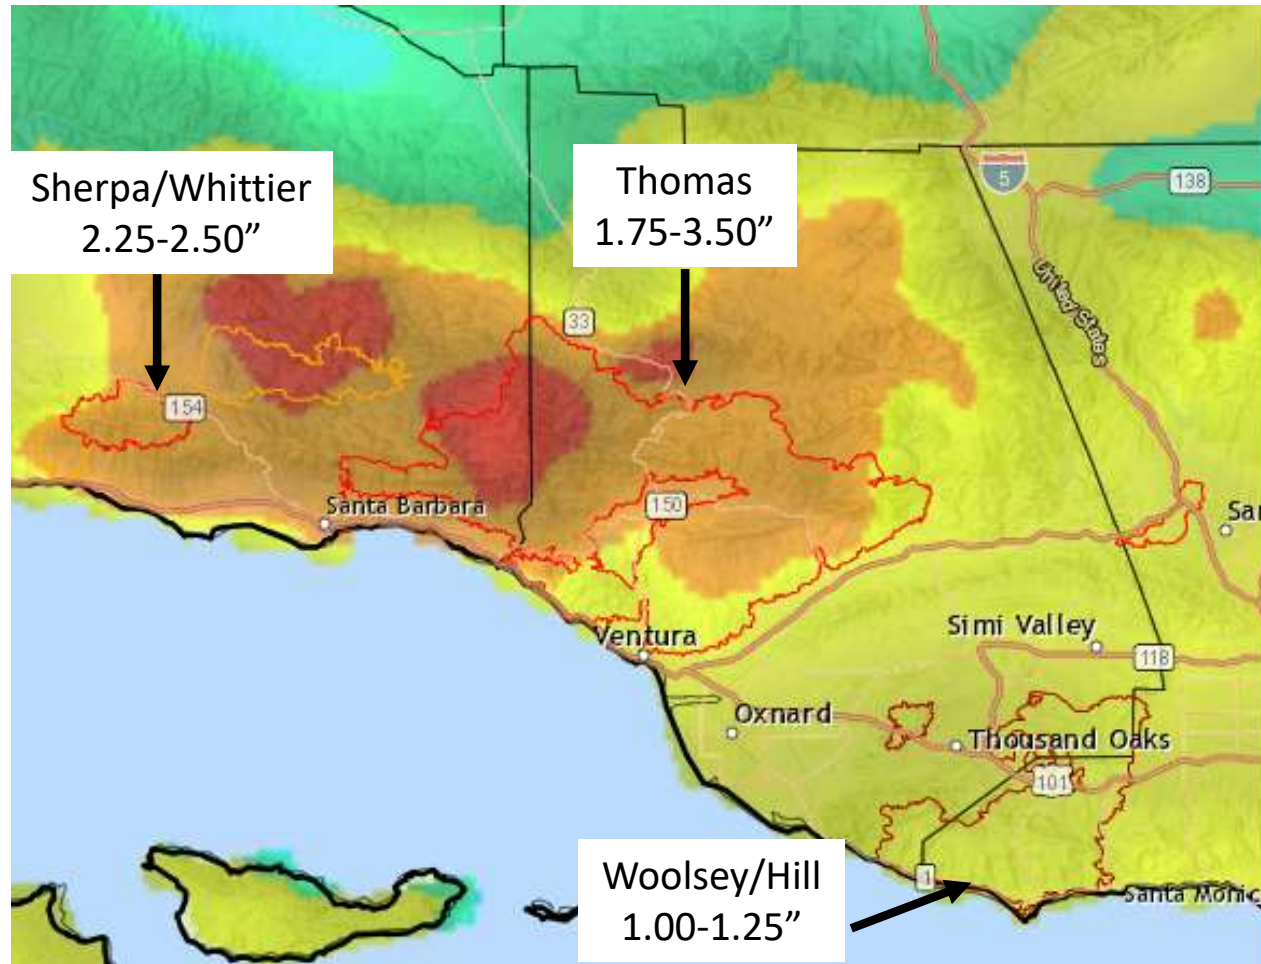 Sherpa/Whittier
2.25-2.50”
Thomas
1.75-3.50”
5
138
United States
33
154
Santa Barbara
150
San
Ventura
Simi Valley
118
Oxnard
Thousand Oaks
101
Woolsey/Hill
1.00-1.25”
1
Santa Monic